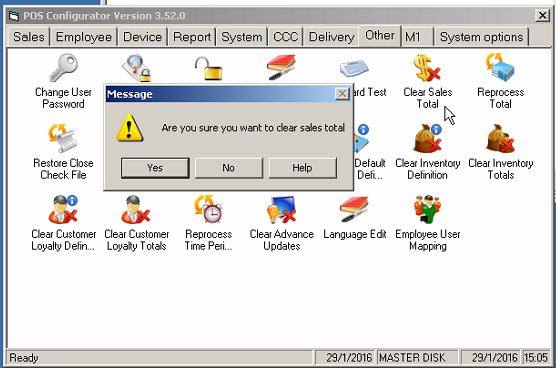 POS Configurator Version 3.52.0
Sales Employee Device Report System CCC Delivery Other M1 System options
Change User
Password
Clear Sales
Total
Reprocess
Total
Message
Are you sure you want to clear sales total
Yes No Help
Restore Close
Check File
Clear Inventory
Definition
Clear Inventory
Totals
Clear Customer
Loyalty Defin...
Clear Customer
Loyalty Totals
Reprocess
Time Peri...
Clear Advance
Updates
Language Edit
Employee User
Mapping
Ready 29/1/2016 MASTER DISK 29/1/2016 15:05